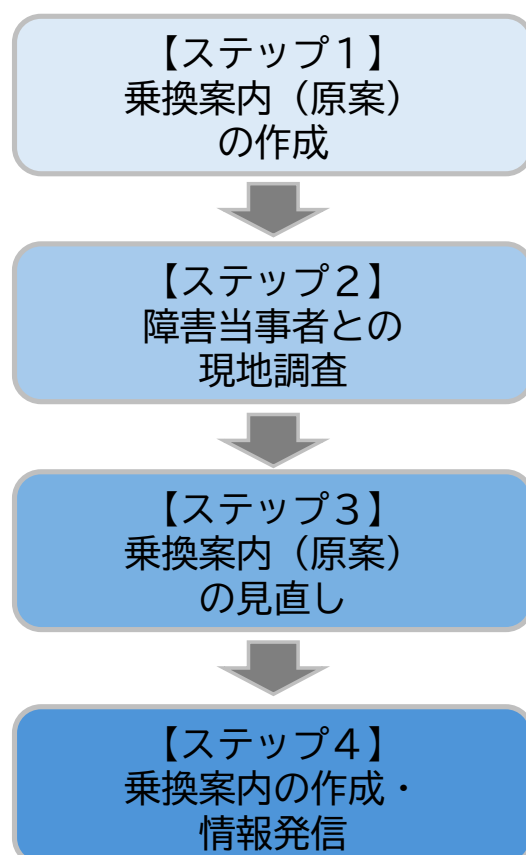 【ステップ１】
乗換案内（原案）
の作成
【ステップ２】
障害当事者との
現地調査
【ステップ３】
乗換案内（原案）
の見直し
【ステップ４】
乗換案内の作成・
情報発信